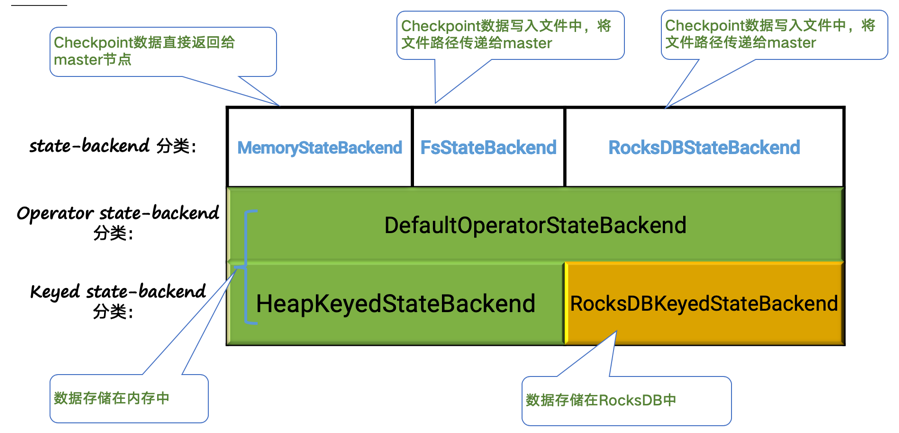 Checkpoint数据直接返回给
master节点
Checkpoint数据写入文件中，将
文件路径传递给master
Checkpoint数据写入文件中，将
文件路径传递给master
state-backend 分类：
MemoryStateBackend
FsStateBackend
RocksDBStateBackend
Operator state-backend
分类：
DefaultOperatorStateBackend
Keyed state-backend
分类：
HeapKeyedStateBackend
RocksDBKeyedStateBackend
数据存储在内存中
数据存储在RocksDB中